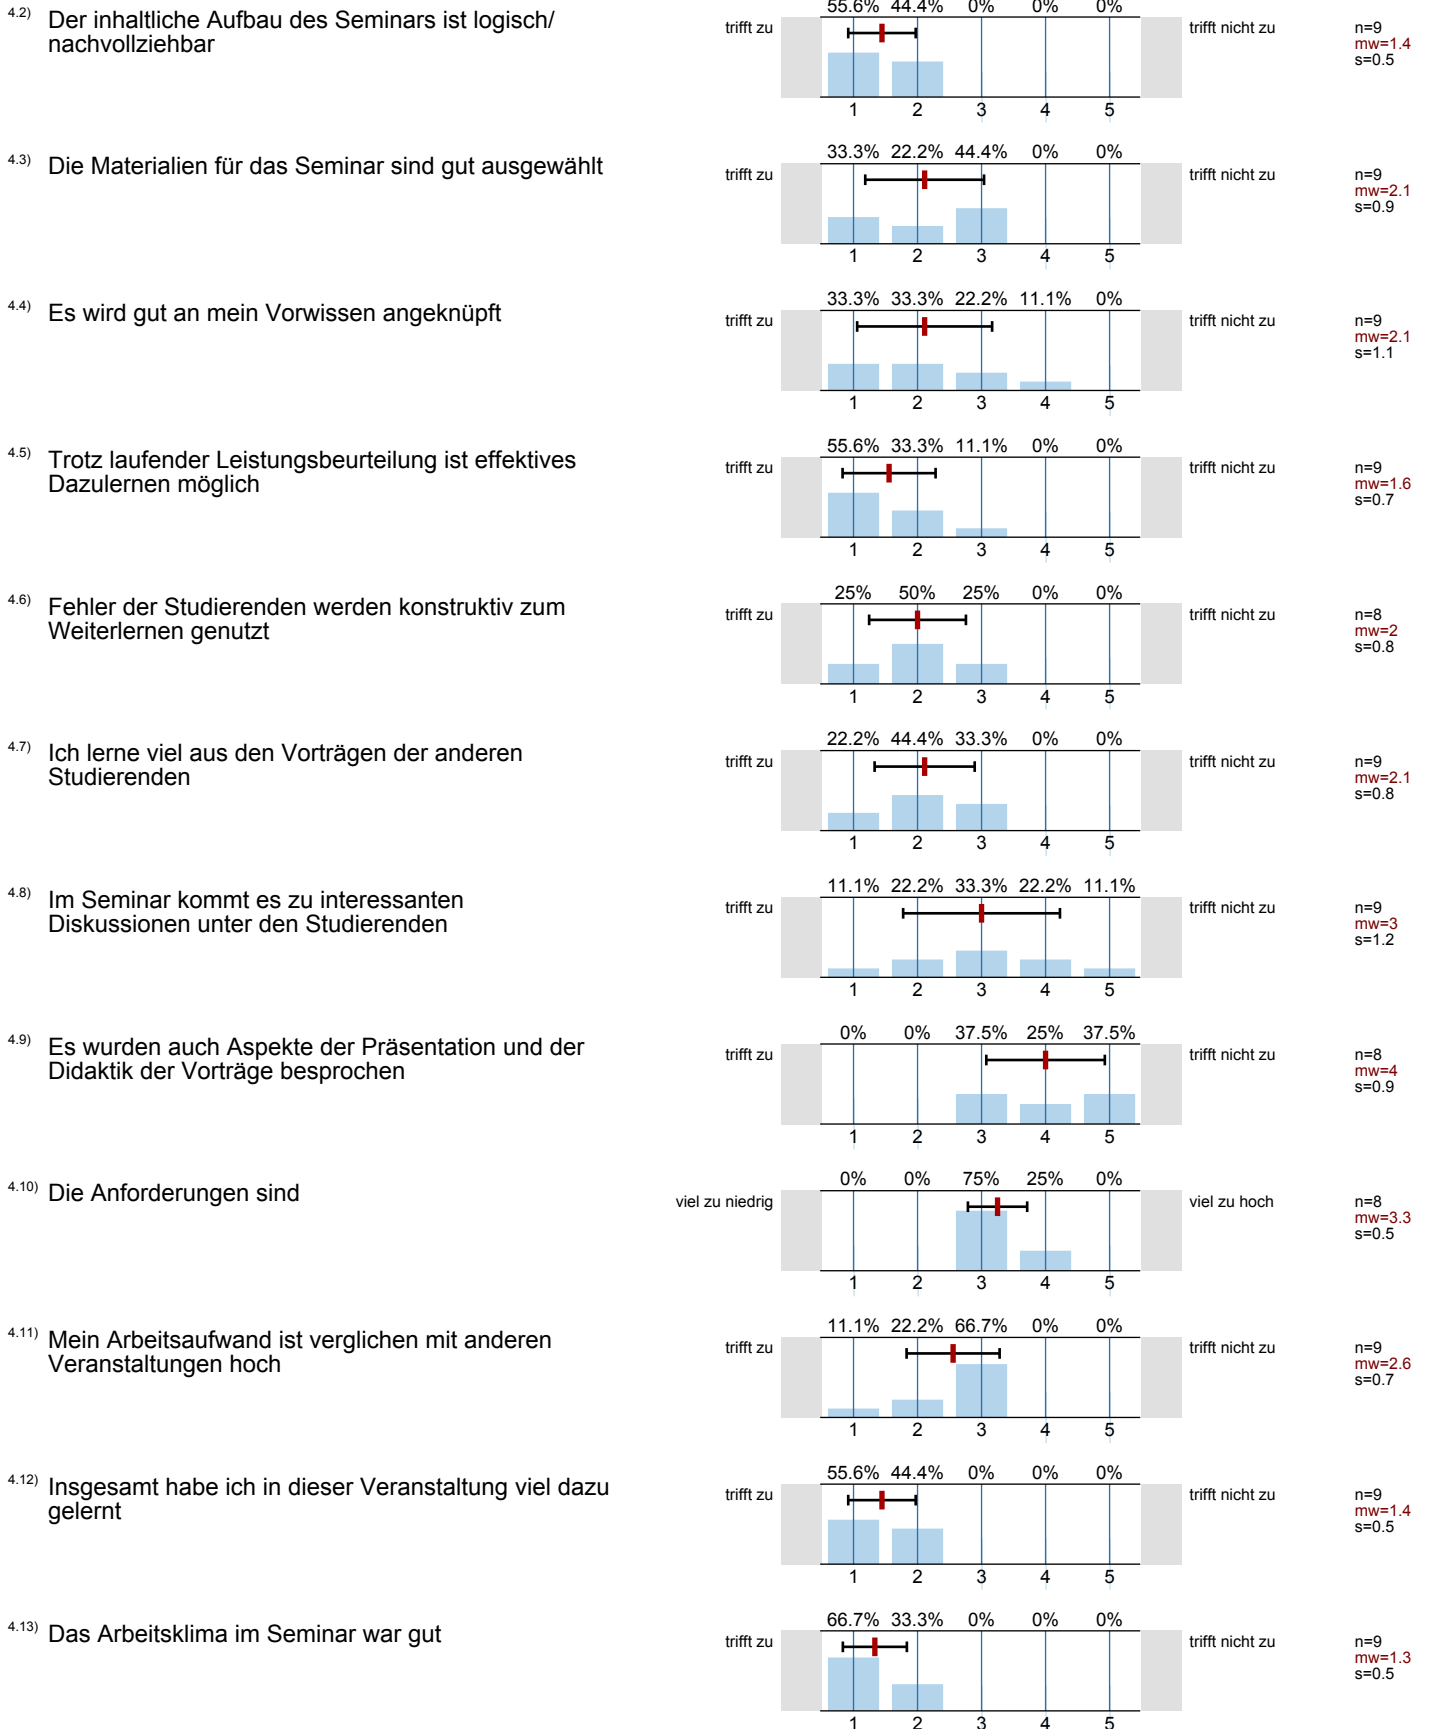 4.2) Der inhaltliche Aufbau des Seminars ist logisch/
nachvollziehbar
trifft zu
55.6% 44.4% 0% 0% 0%
1 2 3 4 5
trifft nicht zu
n=9
mw=1.4
s=0.5
4.3) Die Materialien für das Seminar sind gut ausgewählt
trifft zu
33.3% 22.2% 44.4% 0% 0%
1 2 3 4 5
trifft nicht zu
n=9
mw=2.1
s=0.9
4.4) Es wird gut an mein Vorwissen angeknüpft
trifft zu
33.3% 33.3% 22.2% 11.1% 0%
1 2 3 4 5
trifft nicht zu
n=9
mw=2.1
s=1.1
4.5) Trotz laufender Leistungsbeurteilung ist effektives
Dazulernen möglich
trifft zu
55.6% 33.3% 11.1% 0% 0%
1 2 3 4 5
trifft nicht zu
n=9
mw=1.6
s=0.7
4.6) Fehler der Studierenden werden konstruktiv zum
Weiterlernen genutzt
trifft zu
25% 50% 25% 0% 0%
1 2 3 4 5
trifft nicht zu
n=8
mw=2
s=0.8
4.7) Ich lerne viel aus den Vorträgen der anderen
Studierenden
trifft zu
22.2% 44.4% 33.3% 0% 0%
1 2 3 4 5
trifft nicht zu
n=9
mw=2.1
s=0.8
4.8) Im Seminar kommt es zu interessanten
Diskussionen unter den Studierenden
trifft zu
11.1% 22.2% 33.3% 22.2% 11.1%
1 2 3 4 5
trifft nicht zu
n=9
mw=3
s=1.2
4.9) Es wurden auch Aspekte der Präsentation und der
Didaktik der Vorträge besprochen
trifft zu
0% 0% 37.5% 25% 37.5%
1 2 3 4 5
trifft nicht zu
n=8
mw=4
s=0.9
4.10) Die Anforderungen sind
viel zu niedrig
0% 0% 75% 25% 0%
1 2 3 4 5
viel zu hoch
n=8
mw=3.3
s=0.5
4.11) Mein Arbeitsaufwand ist verglichen mit anderen
Veranstaltungen hoch
trifft zu
11.1% 22.2% 66.7% 0% 0%
1 2 3 4 5
trifft nicht zu
n=9
mw=2.6
s=0.7
4.12) Insgesamt habe ich in dieser Veranstaltung viel dazu
gelernt
trifft zu
55.6% 44.4% 0% 0% 0%
1 2 3 4 5
trifft nicht zu
n=9
mw=1.4
s=0.5
4.13) Das Arbeitsklima im Seminar war gut
trifft zu
66.7% 33.3% 0% 0% 0%
1 2 3 4 5
trifft nicht zu
n=9
mw=1.3
s=0.5